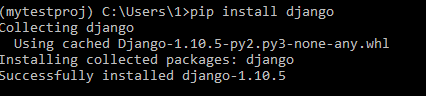 (mytestproj) C:\Users\1>pip install django
Collecting django
  Using cached Django-1.10.5-py2.py3-none-any.whl
Installing collected packages: django
Successfully installed django-1.10.5